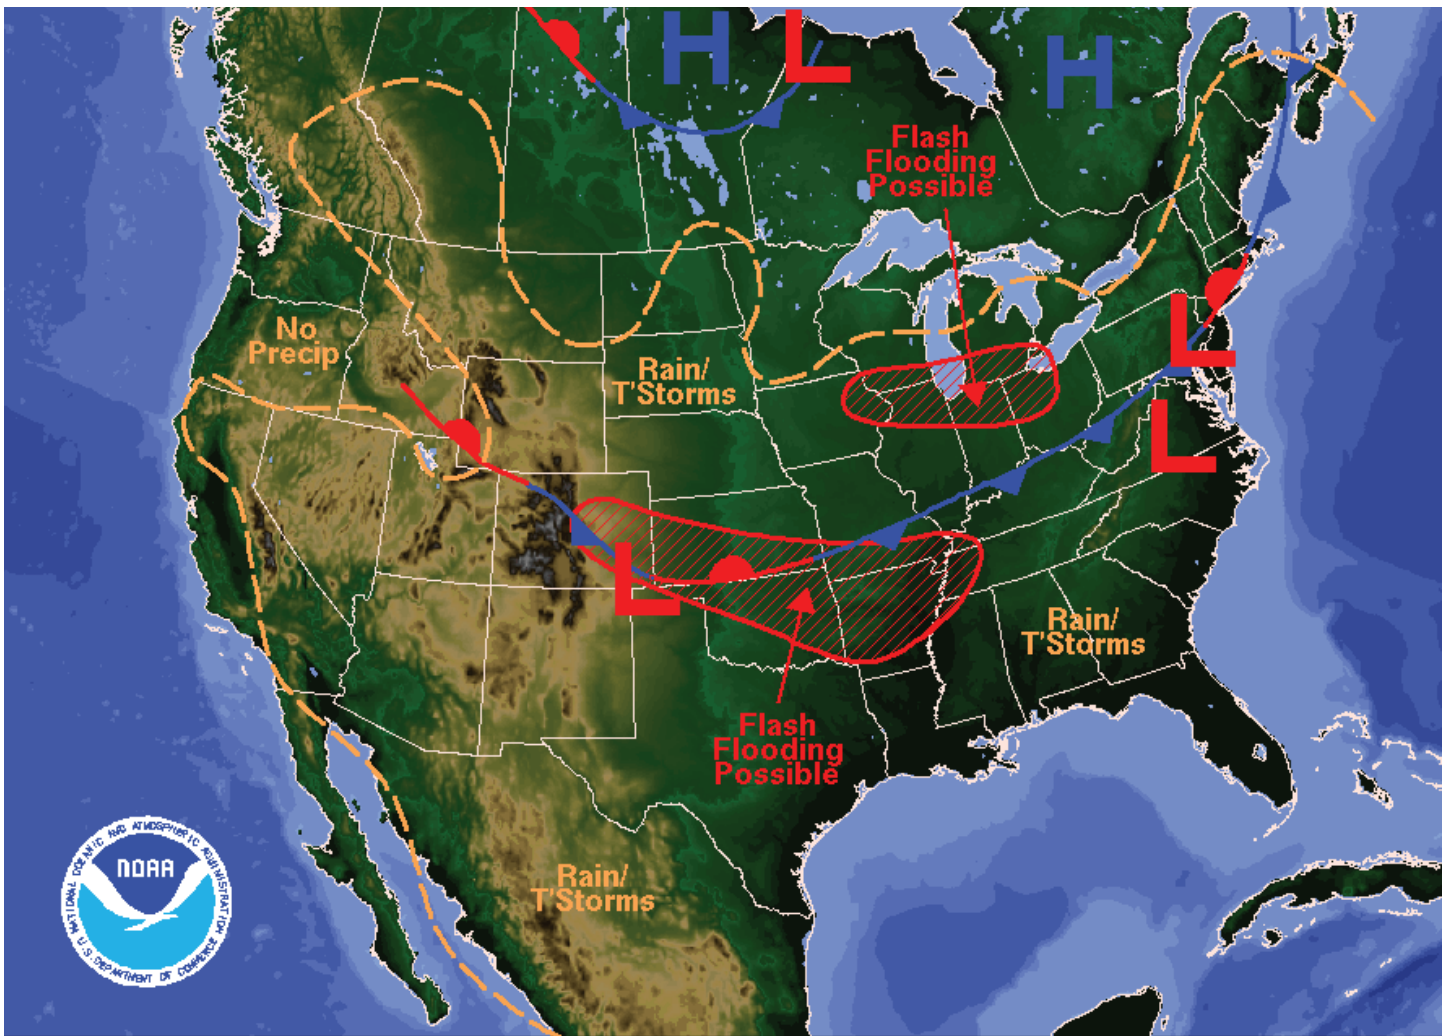 H
L
H
Flash
Flooding
Possible
No
Precip
Rain/
T'Storms
L
L
L
Rain/
T'Storms
Flash
Flooding
Possible
Rain/
T'Storms
NATIONAL OCEANIC AND ATMOSPHERIC ADMINISTRATION
NOAA
U.S. DEPARTMENT OF COMMERCE